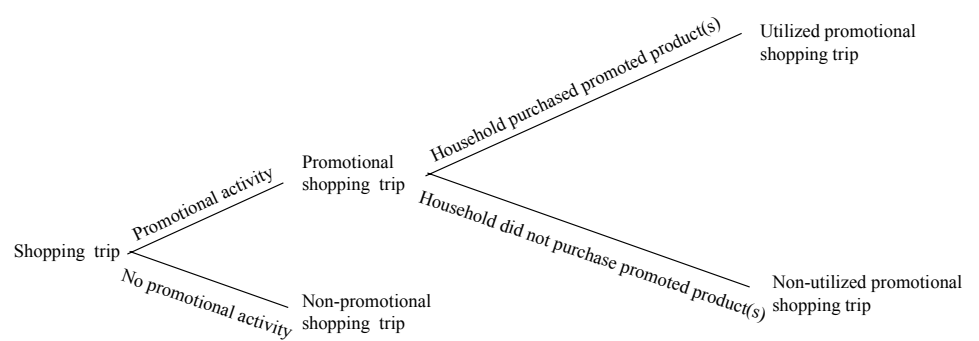 Household purchased promoted product(s)
Utilized promotional
shopping trip
Promotional activity
Promotional
shopping trip
Household did not purchase promoted product(s)
Shopping trip
No promotional activity
Non-promotional
shopping trip
Non-utilized promotional
shopping trip